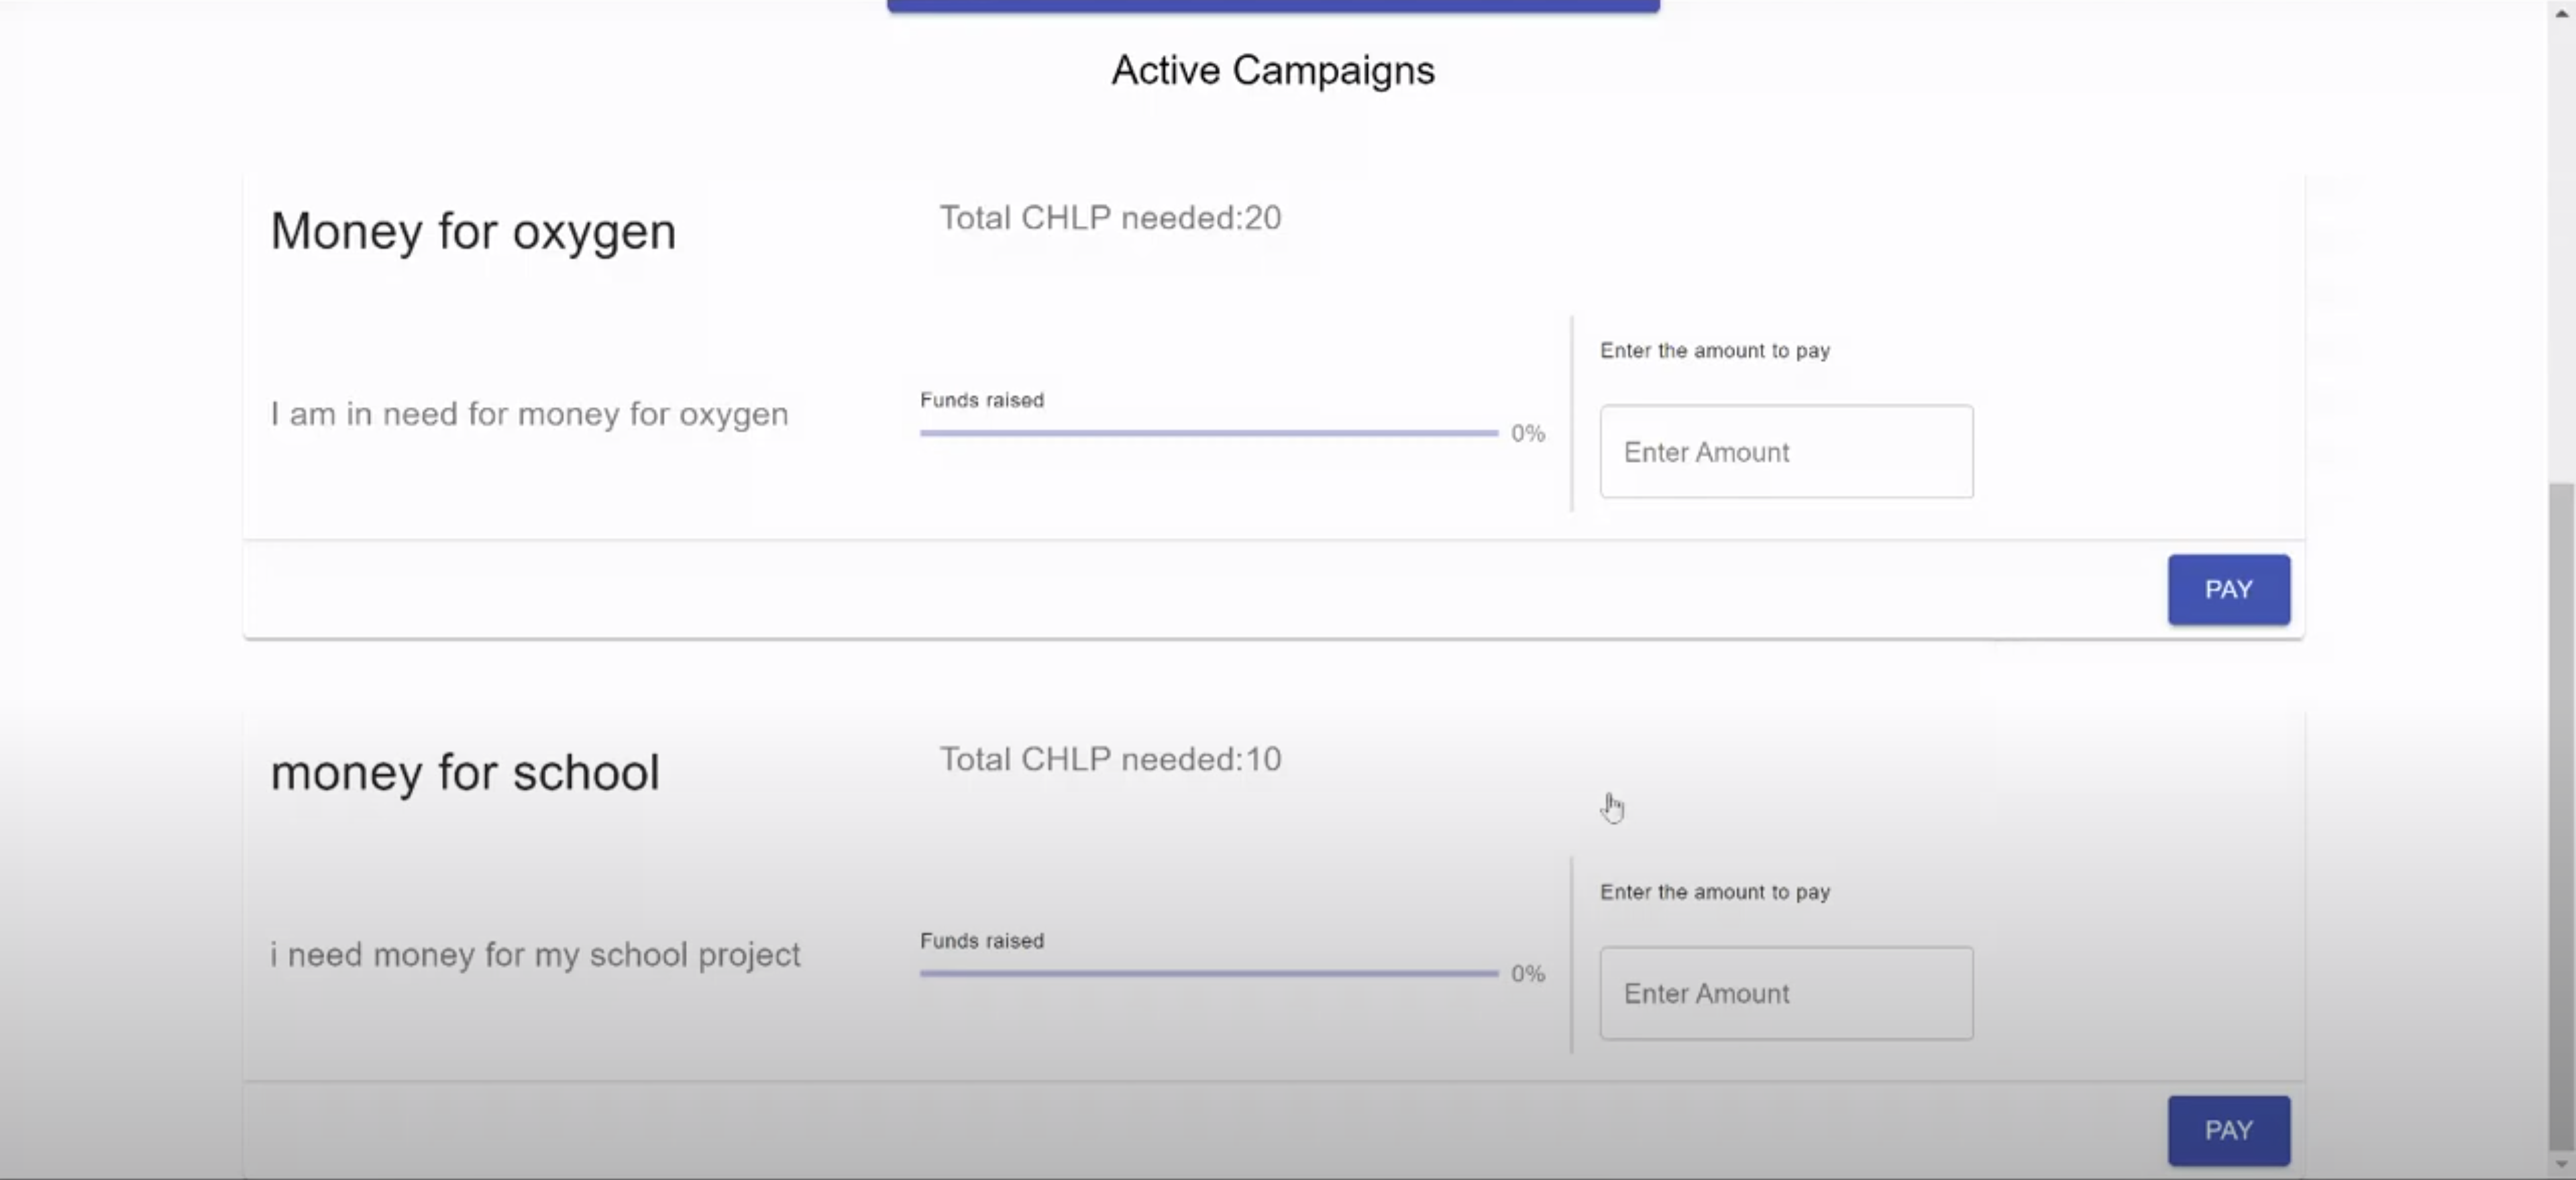 Active Campaigns
Money for oxygen
Total CHLP needed:20
Enter the amount to pay
Funds raised
I am in need for money for oxygen
0%
Enter Amount
PAY
money for school
Total CHLP needed:10
Enter the amount to pay
Funds raised
i need money for my school project
0%
Enter Amount
PAY